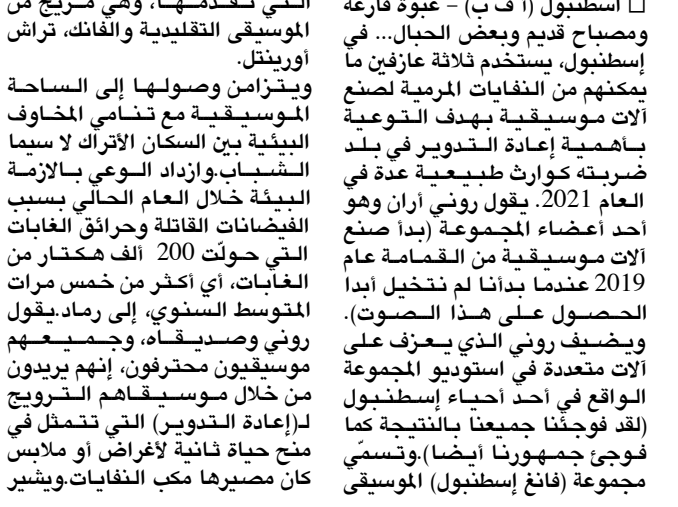 اسطنبول (أ ف ب) – عبوة فارغة
ومصباح قديم وبعض الحبال... في
إسطنبول، يستخدم ثلاثة عازفين ما
يمكنهم من النفايات المرمية لصنع
آلات موسيقية بهدف التوعية
بأهمية إعادة التدوير في بلد
ضربته كوارث طبيعية عدة في
العام 2021. يقول روني أران وهو
أحد أعضاء المجموعة (بدأ صنع
آلات موسيقية من القمامة عام
2019 عندما بدأنا لم نتخيل أبدا
الحصول على هذا الصوت).
ويضيف روني الذي يعزف على
آلات متعددة في استوديو المجموعة
الواقع في أحد أحياء إسطنبول
(لقد فوجئنا جميعنا بالنتيجة كما
فوجئ جمهورنا أيضا).وتسمّي
مجموعة (فانغ إسطنبول) الموسيقى
التي تقدمها، وهي مزيج من
الموسيقى التقليدية والفانك، تراش
أورينتل.
ويتزامن وصولها إلى الساحة
الموسيقية مع تنامي المخاوف
البيئية بين السكان الأتراك لا سيما
الشباب.وازداد الوعي بالازمة
البيئة خلال العام الحالي بسبب
الفيضانات القاتلة وحرائق الغابات
التي حولّت 200 ألف هكتار من
الغابات، أي أكثر من خمس مرات
المتوسط السنوي، إلى رماد.يقول
روني وصديقاه، وجميعهم
موسيقيون محترفون، إنهم يريدون
من خلال موسيقاهم الترويج
لـ(إعادة التدوير) التي تتمثل في
منح حياة ثانية لأغراض أو ملابس
كان مصيرها مكب النفايات.ويشير